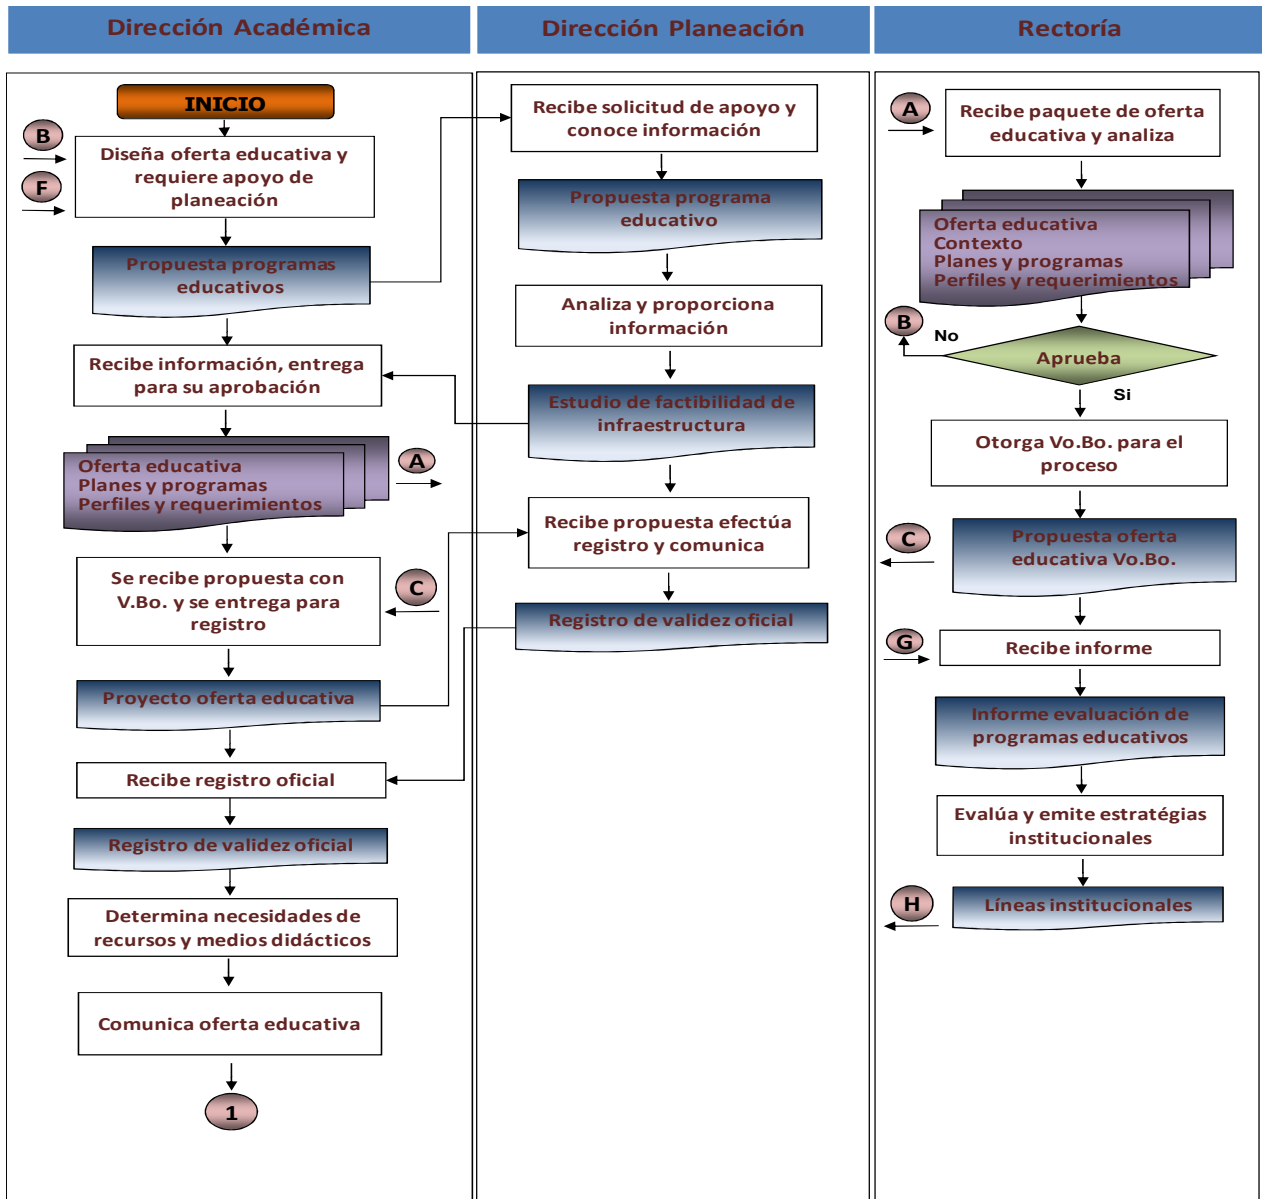 Dirección Académica
Dirección Planeación
Rectoría
INICIO
B
F
Diseña oferta educativa y
requiere apoyo de
planeación
Propuesta programas
educativos
Recibe información, entrega
para su aprobación
Oferta educativa
Planes y programas
Perfiles y requerimientos
A
Se recibe propuesta con
V.Bo. y se entrega para
registro
C
Proyecto oferta educativa
Recibe registro oficial
Registro de validez oficial
Determina necesidades de
recursos y medios didácticos
Comunica oferta educativa
1
Recibe solicitud de apoyo y
conoce información
Propuesta programa
educativo
Analiza y proporciona
información
Estudio de factibilidad de
infraestructura
Recibe propuesta efectúa
registro y comunica
Registro de validez oficial
A
Recibe paquete de oferta
educativa y analiza
Oferta educativa
Contexto
Planes y programas
Perfiles y requerimientos
B
No
Aprueba
Si
Otorga Vo.Bo. para el
proceso
C
Propuesta oferta
educativa Vo.Bo.
G
Recibe informe
Informe evaluación de
programas educativos
Evalúa y emite estratégias
institucionales
H
Líneas institucionales